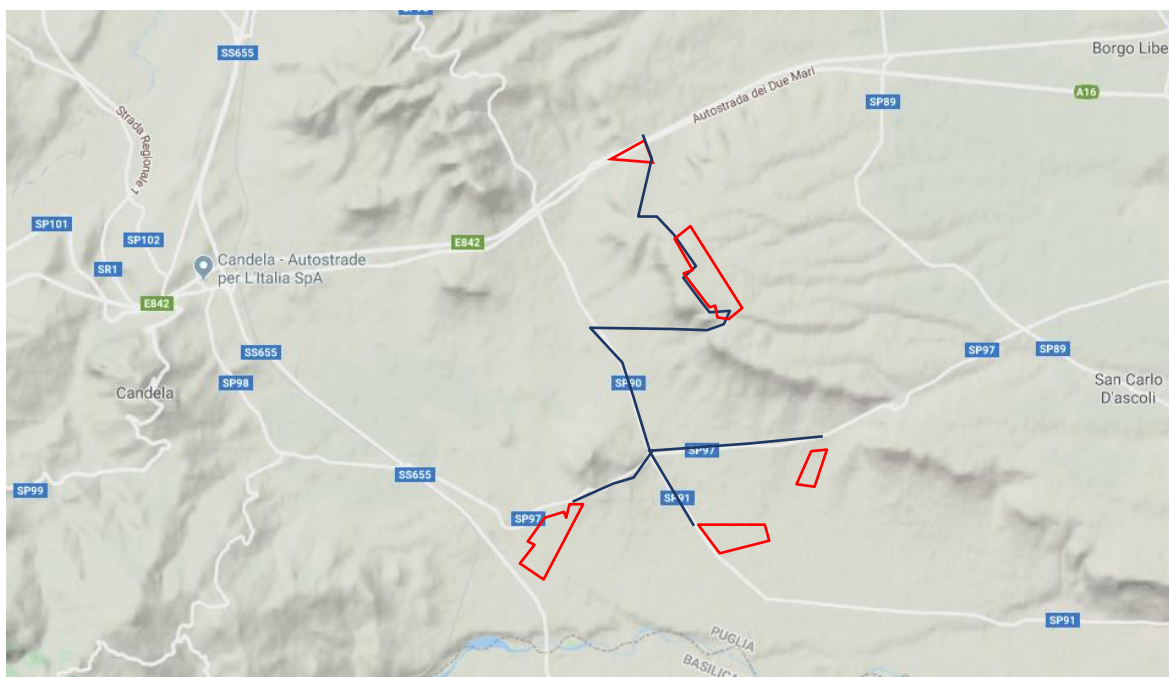 SP95
SS655
Borgo Libe
Autostrada dei Due Mari
A16
SP89
Strada Regionale 1
SP101
SP102
E842
SR1
Candela - Autostrade
per L'Italia SpA
E842
SS655
SP97
SP89
SP98
SP90
San Carlo
D'ascoli
Candela
SP97
SS655
SP99
SP91
SP97
SP91
PUGLIA
BASILICA